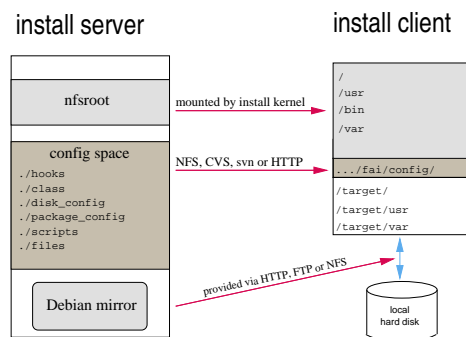 install server
install client
nfsroot
mounted by install kernel
/
/usr
/bin
/var
config space
./hooks
./class
./disk_config
./package_config
./scripts
./files
NFS, CVS, svn or HTTP
.../fai/config/
/target/
/target/usr
/target/var
Debian mirror
provided via HTTP, FTP or NFS
local
hard disk